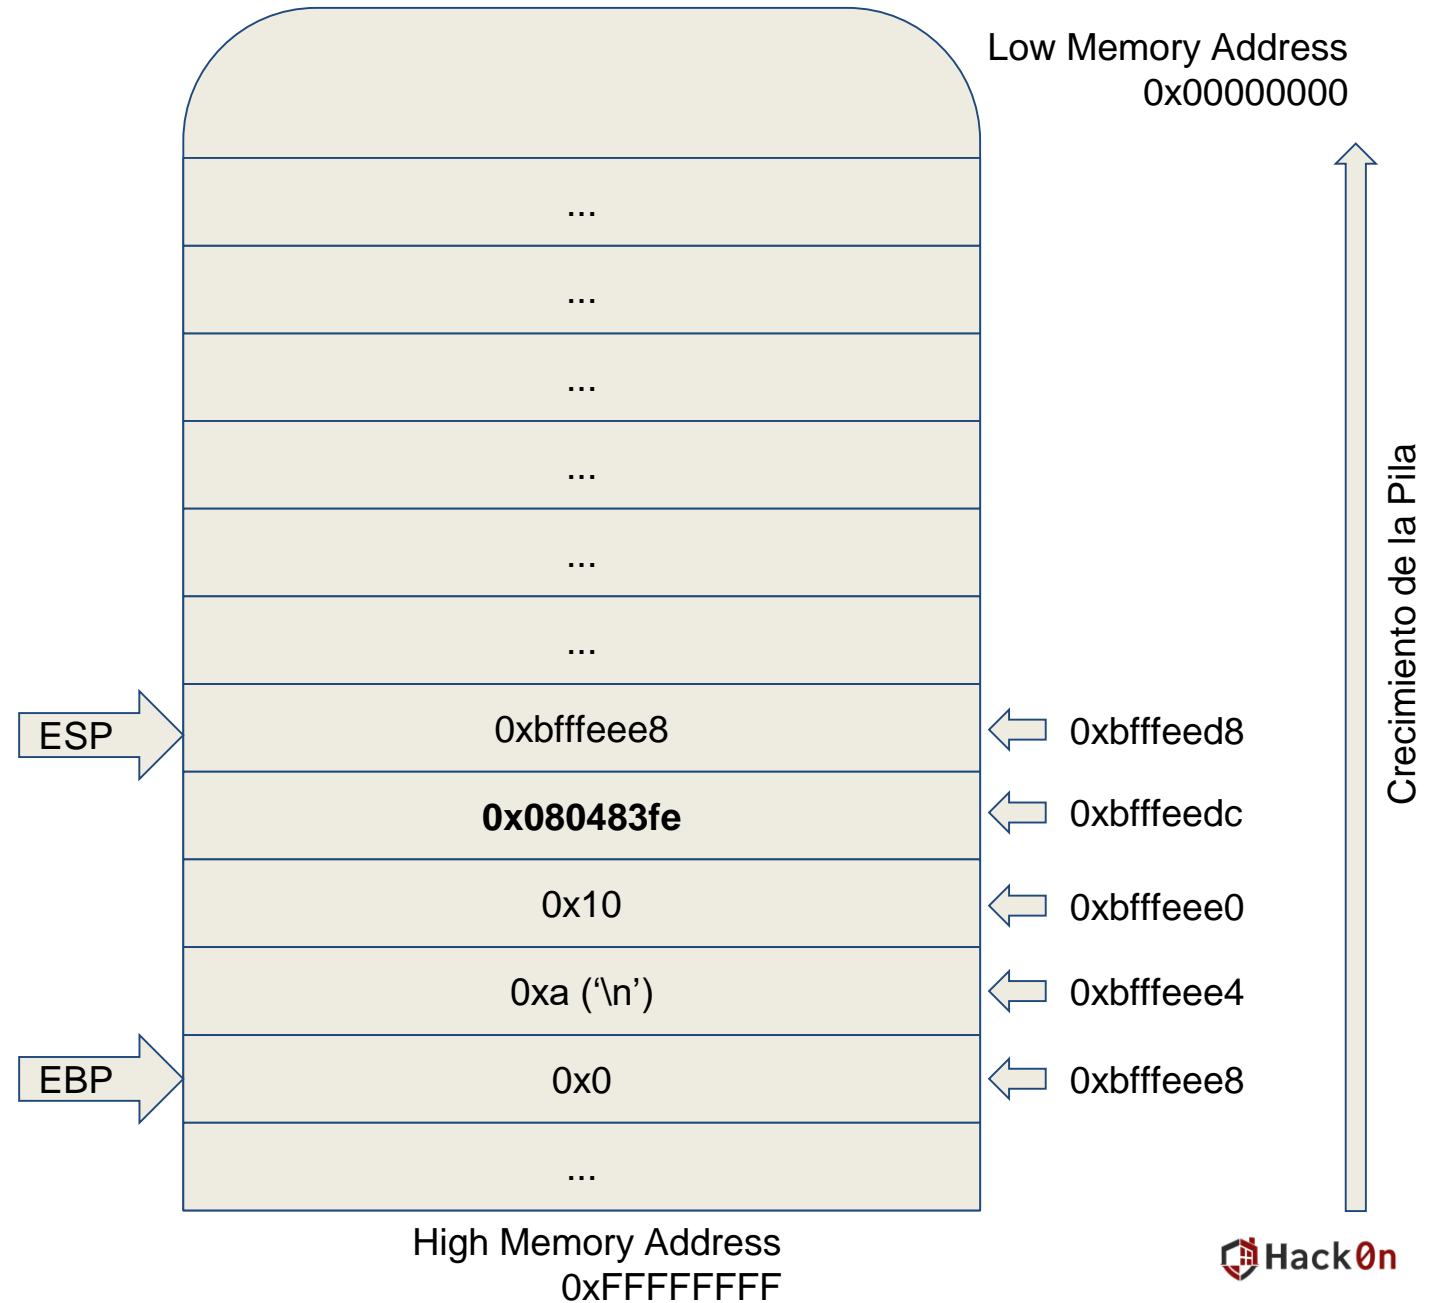 Low Memory Address
0x00000000
...
...
...
...
...
...
ESP
0xbfffeee8
0xbfffeed8
0x080483fe
0xbfffeedc
0x10
0xbfffeee0
0xa (‘\n’)
0xbfffeee4
EBP
0x0
0xbfffeee8
...
Crecimiento de la Pila
High Memory Address
0xFFFFFFFF
Hack0n